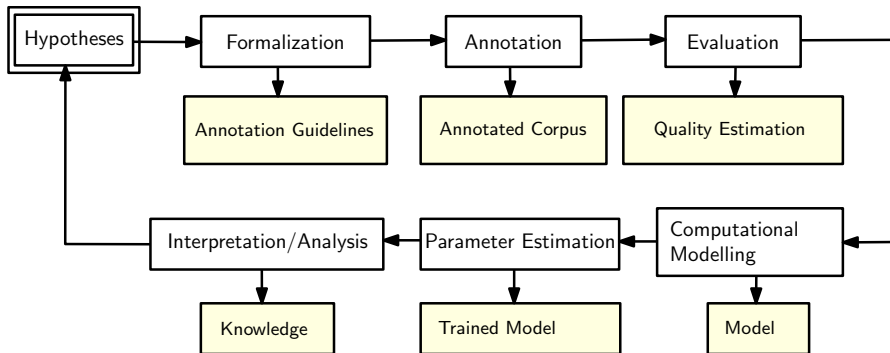 Hypotheses
Formalization
Annotation
Evaluation
Annotation Guidelines
Annotated Corpus
Quality Estimation
Interpretation/Analysis
Parameter Estimation
Computational
Modelling
Knowledge
Trained Model
Model